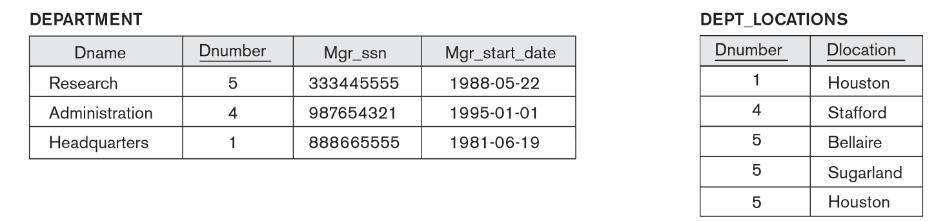 DEPARTMENT
Dname Dnumber Mgr_ssn Mgr_start_date
Research 5 333445555 1988-05-22
Administration 4 987654321 1995-01-01
Headquarters 1 888665555 1981-06-19
DEPT_LOCATIONS
Dnumber Dlocation
1 Houston
4 Stafford
5 Bellaire
5 Sugarland
5 Houston